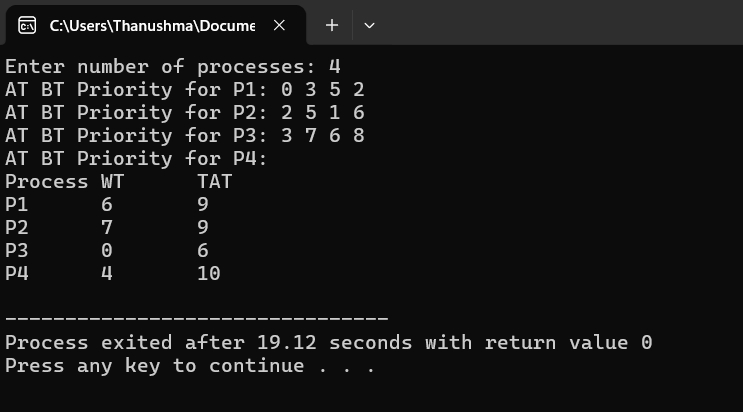 C:\Users\Thanushma\Docume
Enter number of processes: 4
AT BT Priority for P1: 0 3 5 2
AT BT Priority for P2: 2 5 1 6
AT BT Priority for P3: 3 7 6 8
AT BT Priority for P4:
Process WT TAT
P1 6 9
P2 7 9
P3 0 6
P4 4 10
--------------------------------
Process exited after 19.12 seconds with return value 0
Press any key to continue . . .